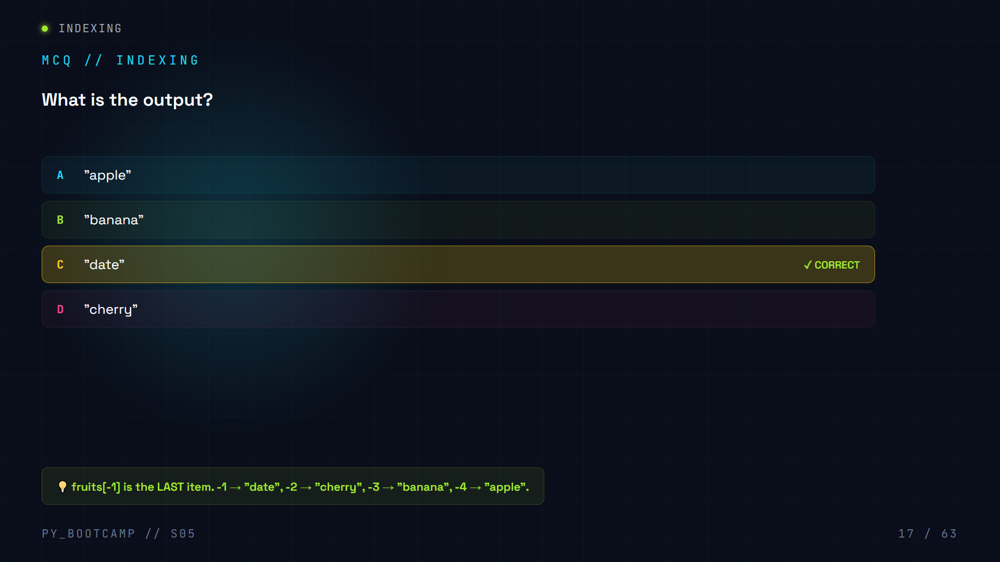 INDEXING
MCQ // INDEXING
What is the output?
A ”apple”
B ”banana”
C ”date” ✓ CORRECT
D ”cherry”
💡 fruits[-1] is the LAST item. -1 → ”date”, -2 → ”cherry”, -3 → ”banana”, -4 → ”apple”.
PY_BOOTCAMP // S05
17 / 63